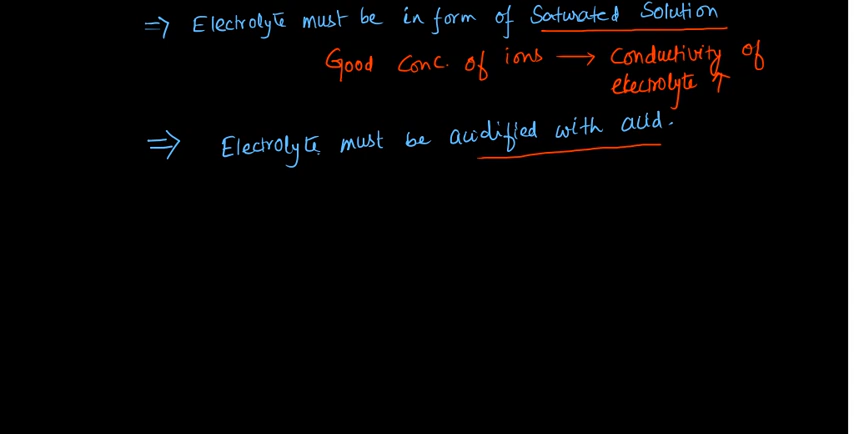 => Electrolyte must be in form of Saturated Solution
Good conc. of ions → Conductivity of
electrolyte ↑
=> Electrolyte must be acidified with acid.